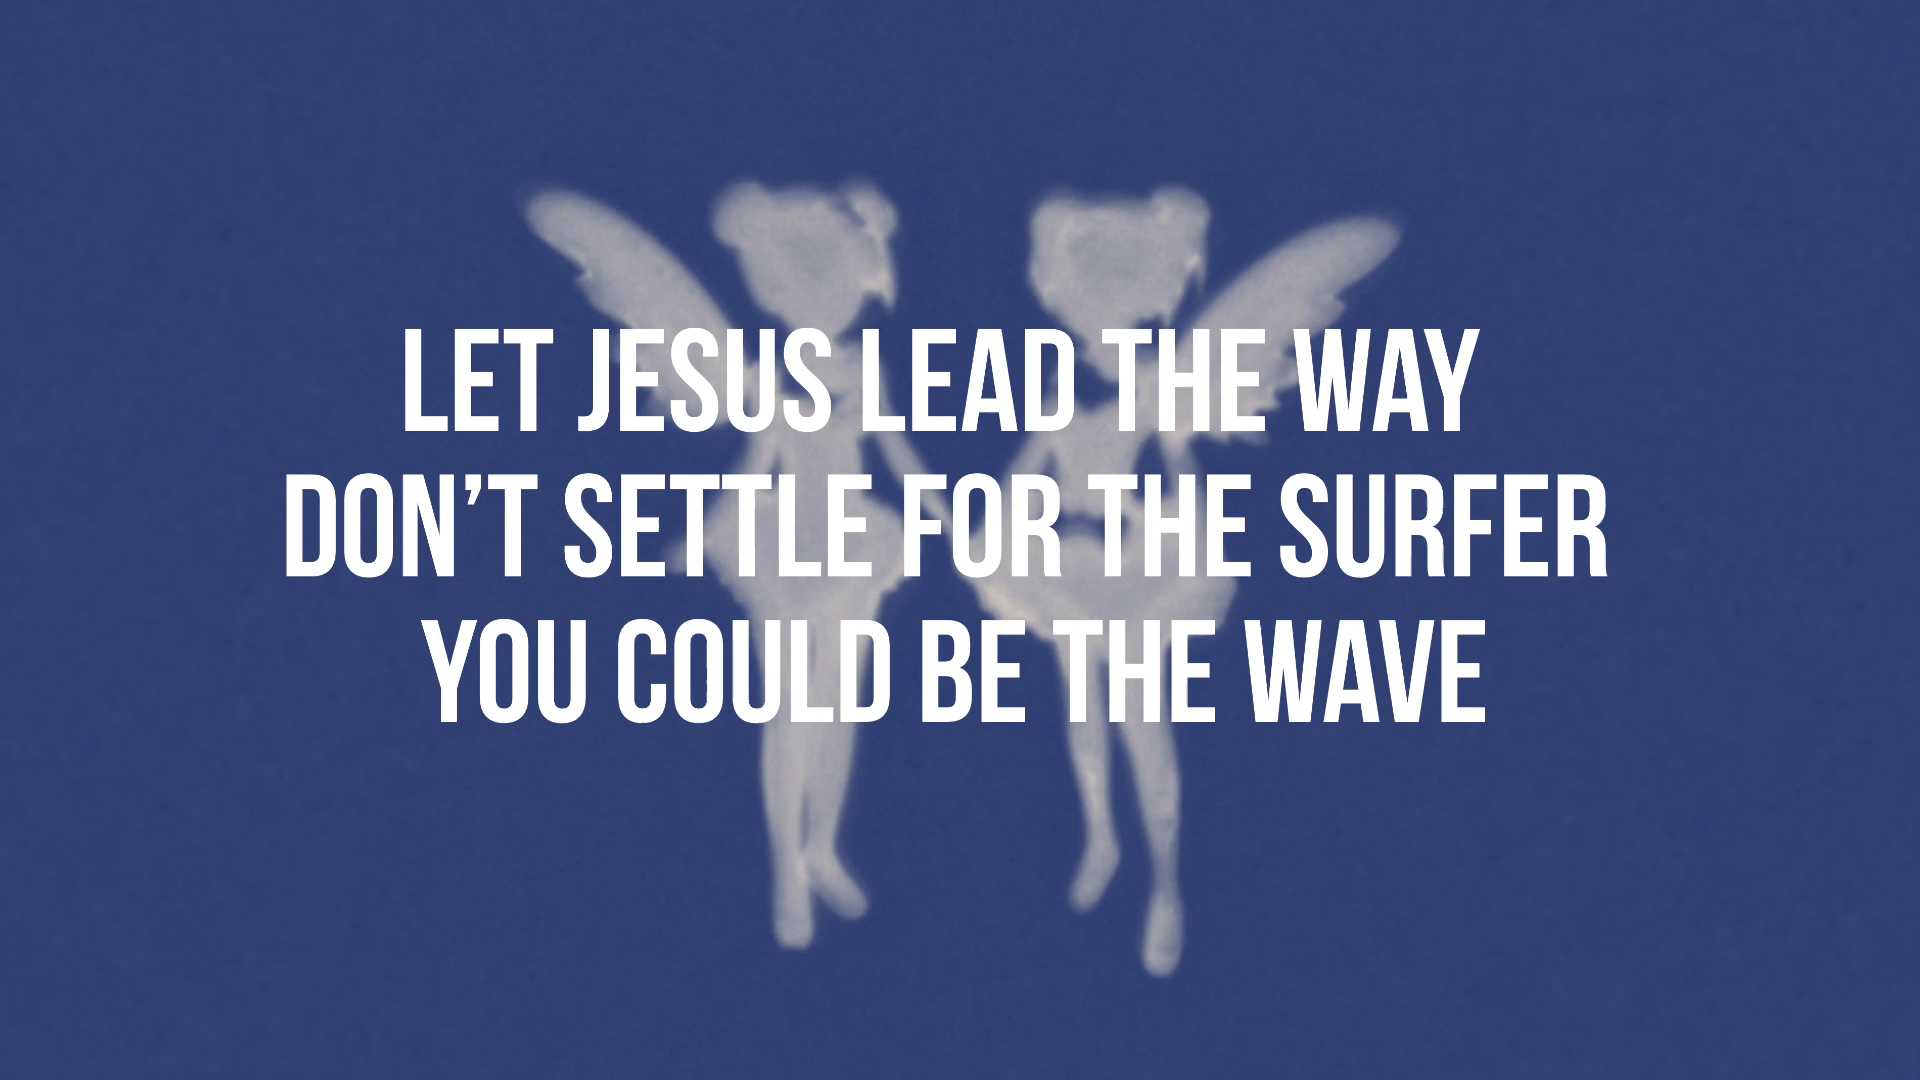 LET JESUS LEAD THE WAY
DON’T SETTLE FOR THE SURFER
YOU COULD BE THE WAVE